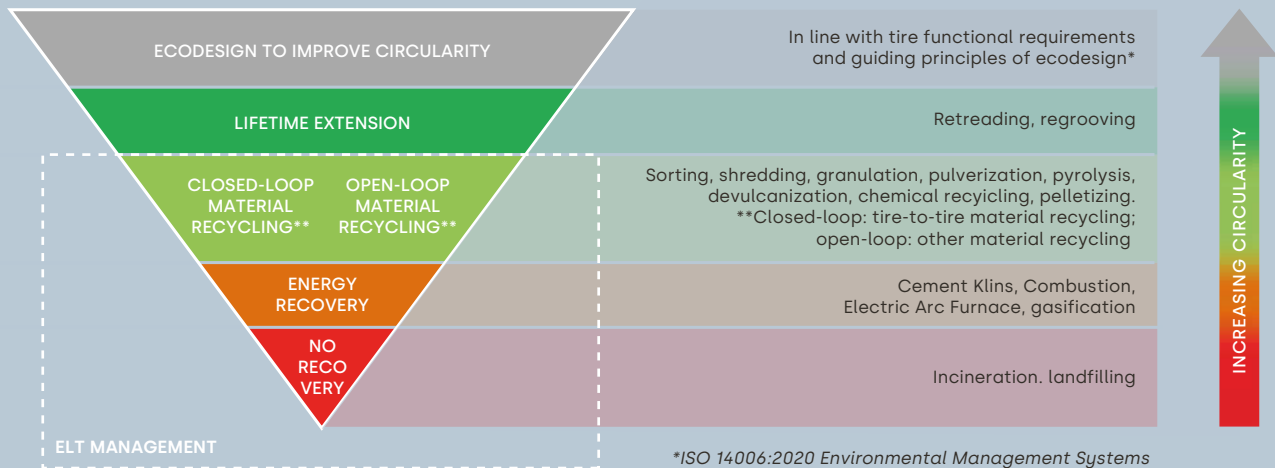 ECODESIGN TO IMPROVE CIRCULARITY
In line with tire functional requirements
and guiding principles of ecodesign*
LIFETIME EXTENSION
Retreading, regrooving
CLOSED-LOOP
MATERIAL
RECYCLING**
OPEN-LOOP
MATERIAL
RECYCLING**
Sorting, shredding, granulation, pulverization, pyrolysis,
devulcanization, chemical recyicling, pelletizing.
**Closed-loop: tire-to-tire material recycling;
open-loop: other material recycling
ENERGY
RECOVERY
Cement Klins, Combustion,
Electric Arc Furnace, gasification
NO
RECO
VERY
Incineration. landfilling
ELT MANAGEMENT
*ISO 14006:2020 Environmental Management Systems
INCREASING CIRCULARITY